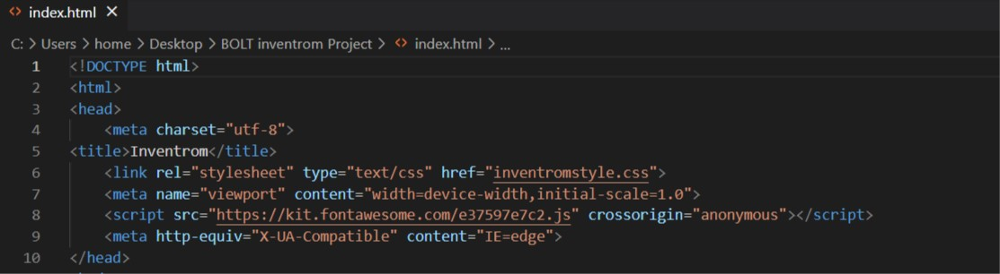 index.html ✕
C: > Users > home > Desktop > BOLT inventrom Project > <> index.html > ...
1 <!DOCTYPE html>
2 <html>
3 <head>
4 <meta charset="utf-8">
5 <title>Inventrom</title>
6 <link rel="stylesheet" type="text/css" href="inventromstyle.css">
7 <meta name="viewport" content="width=device-width,initial-scale=1.0">
8 <script src="https://kit.fontawesome.com/e37597e7c2.js" crossorigin="anonymous"></script>
9 <meta http-equiv="X-UA-Compatible" content="IE=edge">
10 </head>